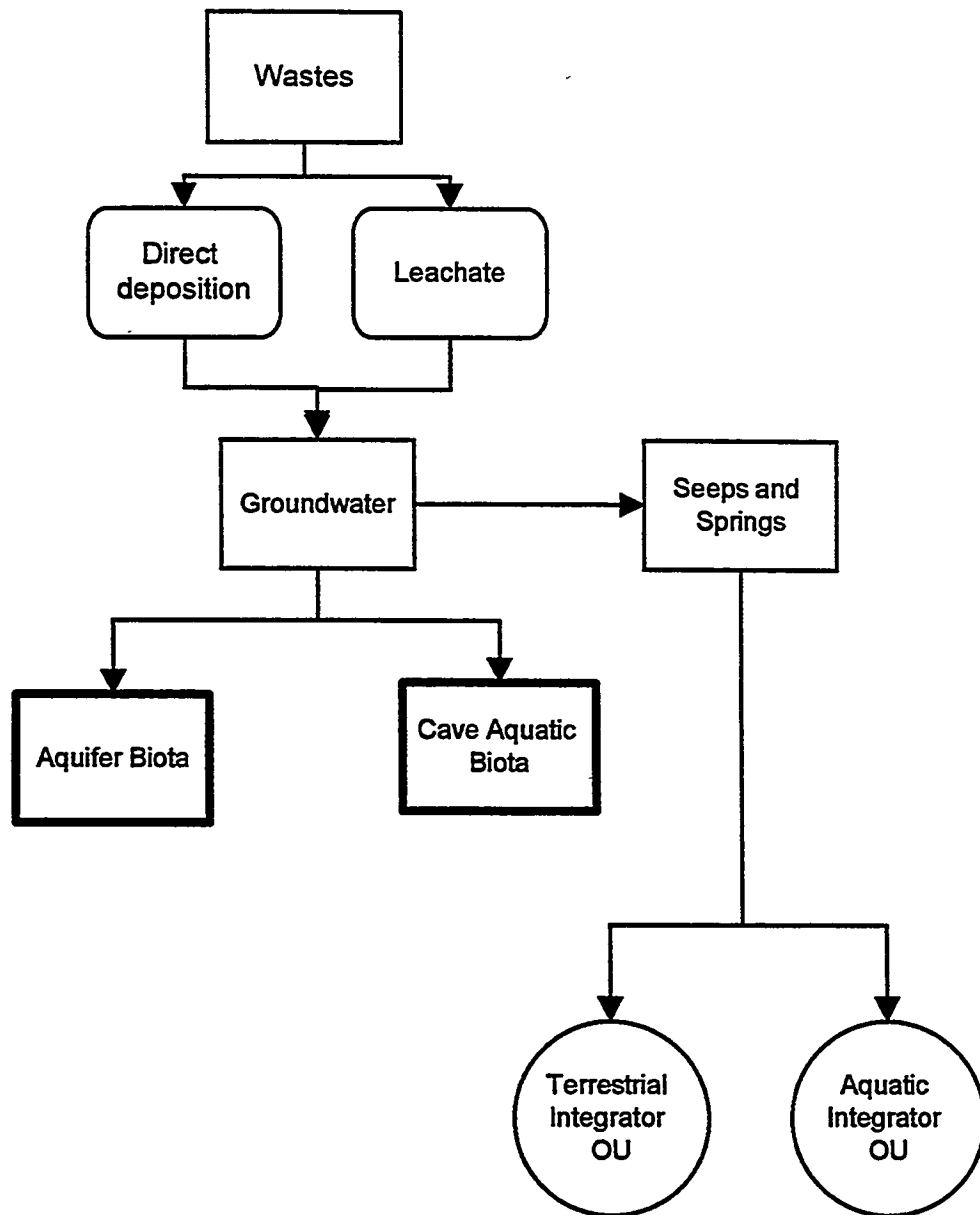 Wastes
Direct
deposition
Leachate
Groundwater
Seeps and
Springs
Aquifer Biota
Cave Aquatic
Biota
Terrestrial
Integrator
OU
Aquatic
Integrator
OU